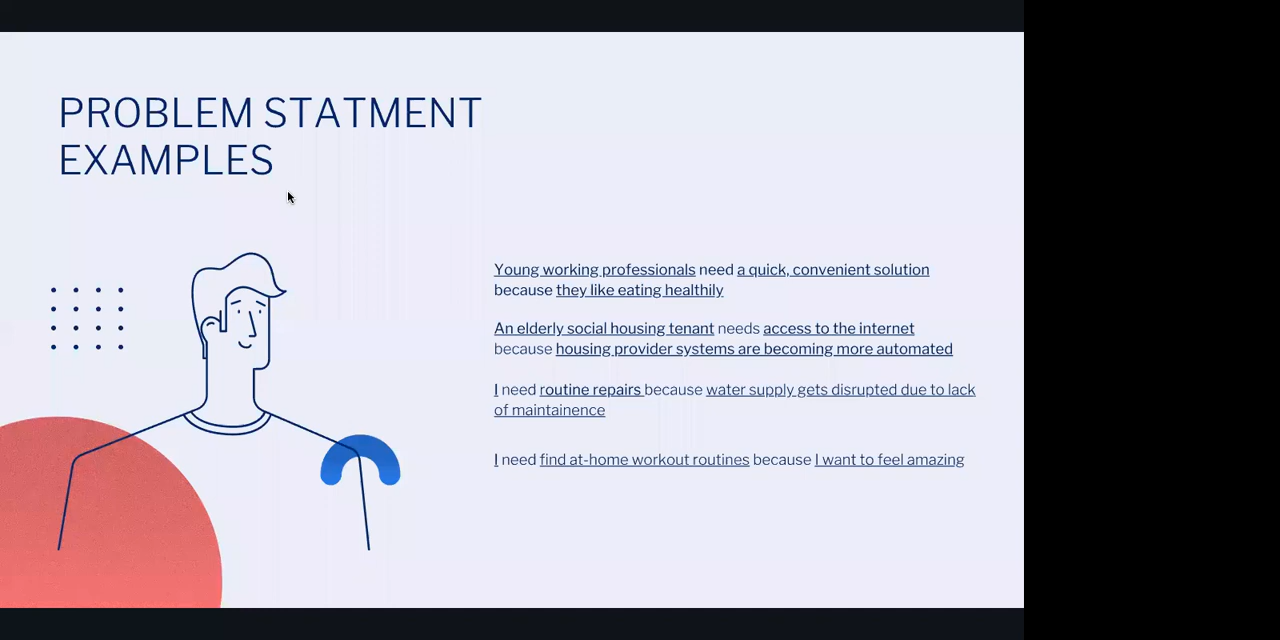 PROBLEM STATMENT
EXAMPLES
Young working professionals need a quick, convenient solution
because they like eating healthily
An elderly social housing tenant needs access to the internet
because housing provider systems are becoming more automated
I need routine repairs because water supply gets disrupted due to lack
of maintainence
I need find at-home workout routines because I want to feel amazing